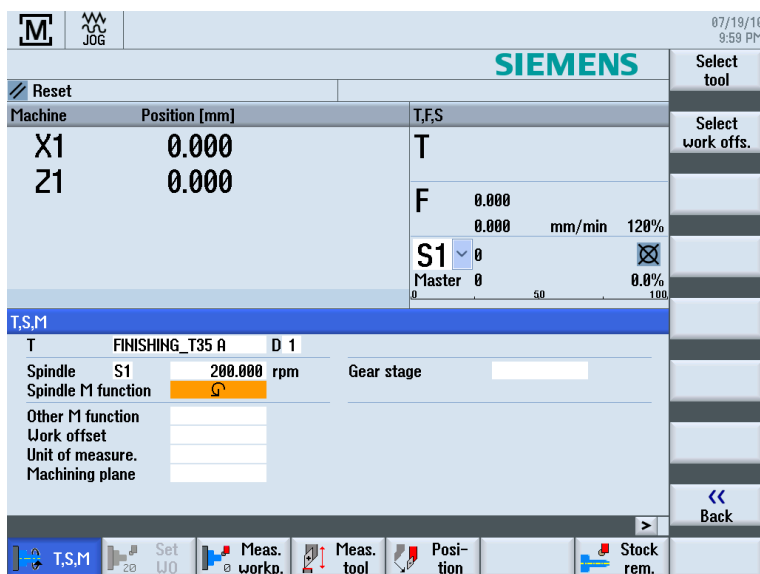 M JOG 07/19/10
9:59 PM
SIEMENS
Select
tool
Reset
Machine Position [mm] T,F,S
Select
work offs.
X1 0.000 T
Z1 0.000
F 0.000
0.000 mm/min 120%
S1 0
Master 0 0.0%
0 50 100
T,S,M
T FINISHING_T35 A D 1
Spindle S1 200.000 rpm Gear stage
Spindle M function
Other M function
Work offset
Unit of measure.
Machining plane
<<
Back
>
T,S,M
20 Set
WO
0 Meas.
workp.
Meas.
tool
Posi-
tion
Stock
rem.